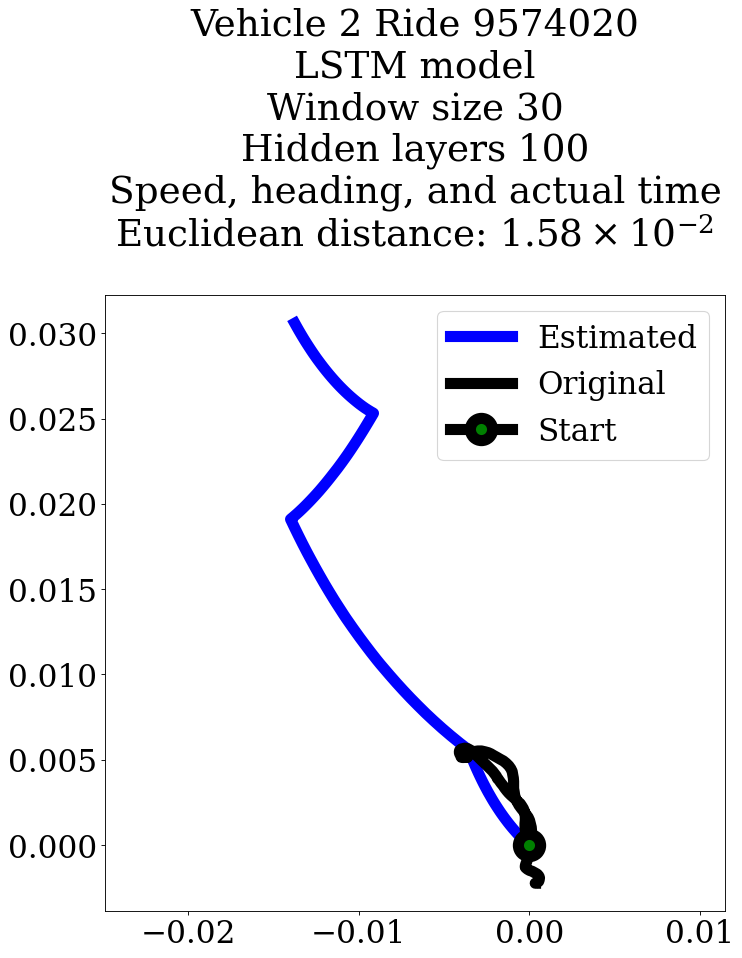 Vehicle 2 Ride 9574020
LSTM model
Window size 30
Hidden layers 100
Speed, heading, and actual time
Euclidean distance: 1.58 × 10⁻²
Estimated
Original
Start
0.030
0.025
0.020
0.015
0.010
0.005
0.000
−0.02 −0.01 0.00 0.01